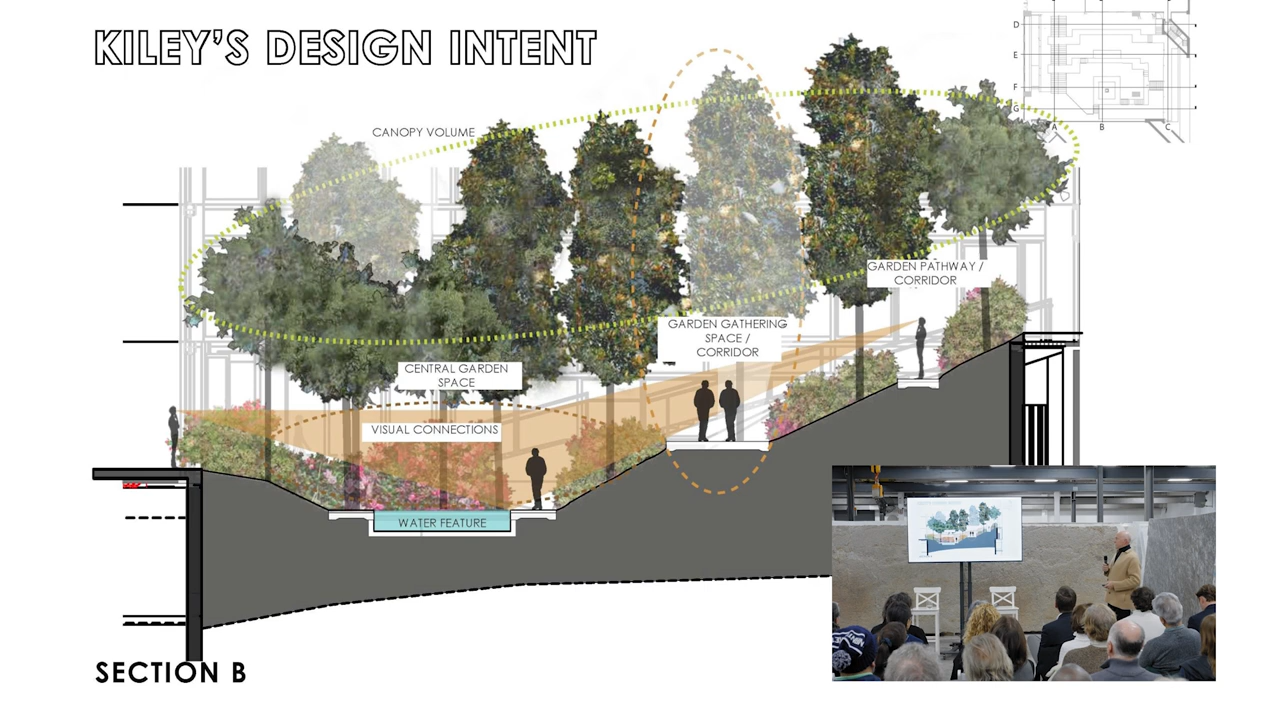 KILEY'S DESIGN INTENT
D
E
F
G
D
A
B
C
CANOPY VOLUME
GARDEN PATHWAY /
CORRIDOR
GARDEN GATHERING
SPACE /
CORRIDOR
CENTRAL GARDEN
SPACE
VISUAL CONNECTIONS
WATER FEATURE
SECTION B